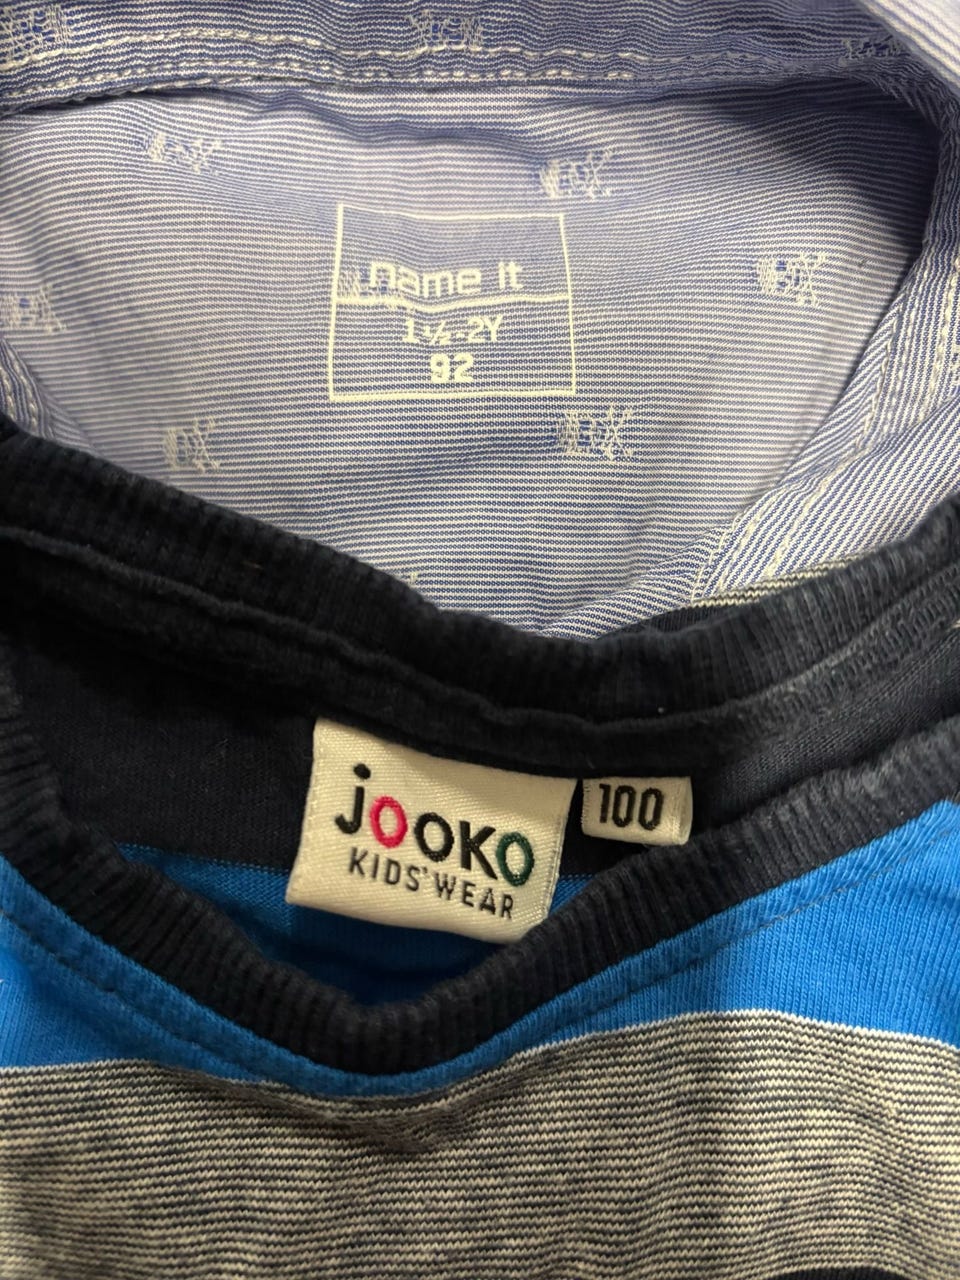 name it
1½-2Y
92
jooko
KIDS' WEAR
100